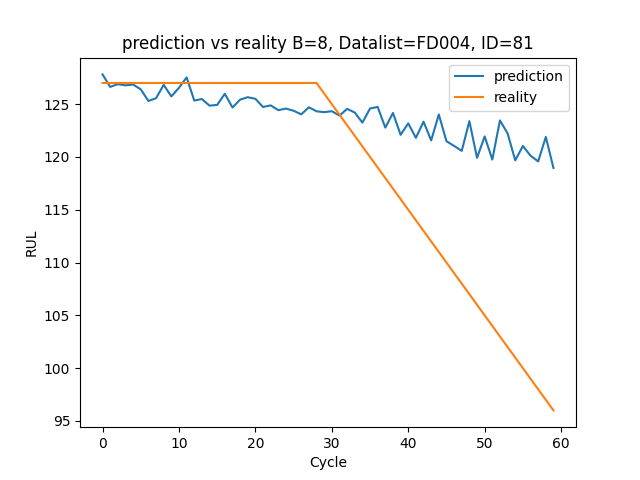 prediction vs reality B=8, Datalist=FD004, ID=81
prediction
reality
125
120
115
110
105
100
95
RUL
0 10 20 30 40 50 60
Cycle